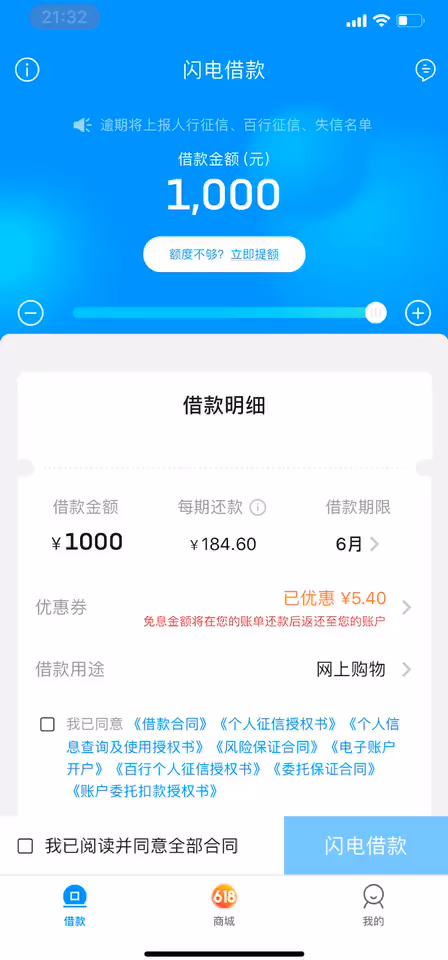 21:32
闪电借款
逾期将上报人行征信、百行征信、失信名单
借款金额(元)
1,000
额度不够？立即提额
借款明细
借款金额 每期还款 借款期限
¥1000 ¥184.60 6月
优惠券 已优惠 ¥5.40
免息金额将在您的账单还款后返还至您的账户
借款用途 网上购物
我已同意《借款合同》《个人征信授权书》《个人信
息查询及使用授权书》《风险保证合同》《电子账户
开户》《百行个人征信授权书》《委托保证合同》
《账户委托扣款授权书》
我已阅读并同意全部合同 闪电借款
618
借款 商城 我的